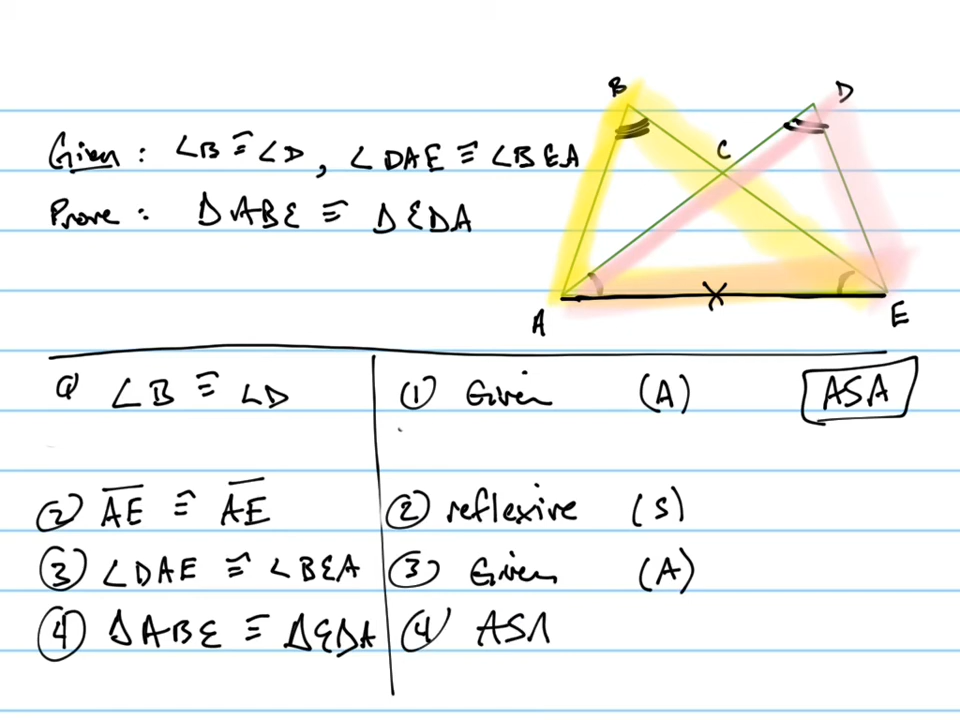 Given : ∠B ≅ ∠D , ∠DAE ≅ ∠BEA
Prove : ΔABE ≅ ΔEDA
B
D
C
A
E
① ∠B ≅ ∠D
① Given (A)
ASA
② AE ≅ AE
② reflexive (S)
③ ∠DAE ≅ ∠BEA
③ Given (A)
④ ΔABE ≅ ΔEDA
④ ASA